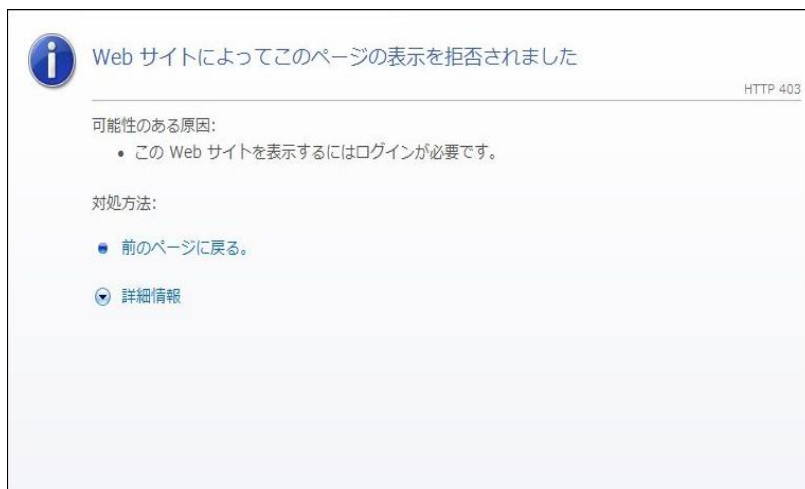 Web サイトによってこのページの表示を拒否されました
HTTP 403
可能性のある原因:
• この Web サイトを表示するにはログインが必要です。
対処方法:
前のページに戻る。
詳細情報